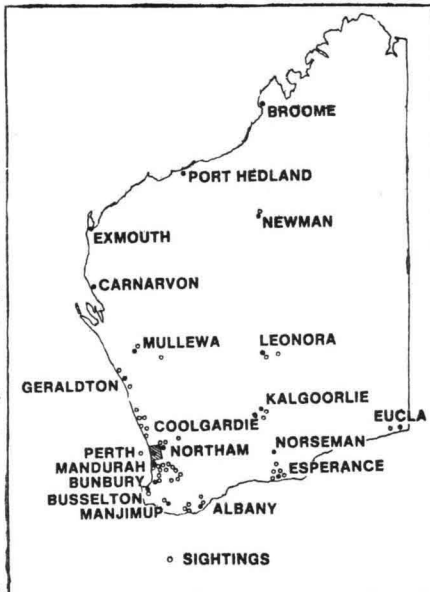 BROOME
PORT HEDLAND
NEWMAN
EXMOUTH
CARNARVON
MULLEWA
LEONORA
GERALDTON
KALGOORLIE
COOLGARDIE
EUCLA
PERTH
NORTHAM
NORSEMAN
MANDURAH
ESPERANCE
BUNBURY
BUSSELTON
MANJIMUP
ALBANY
SIGHTINGS